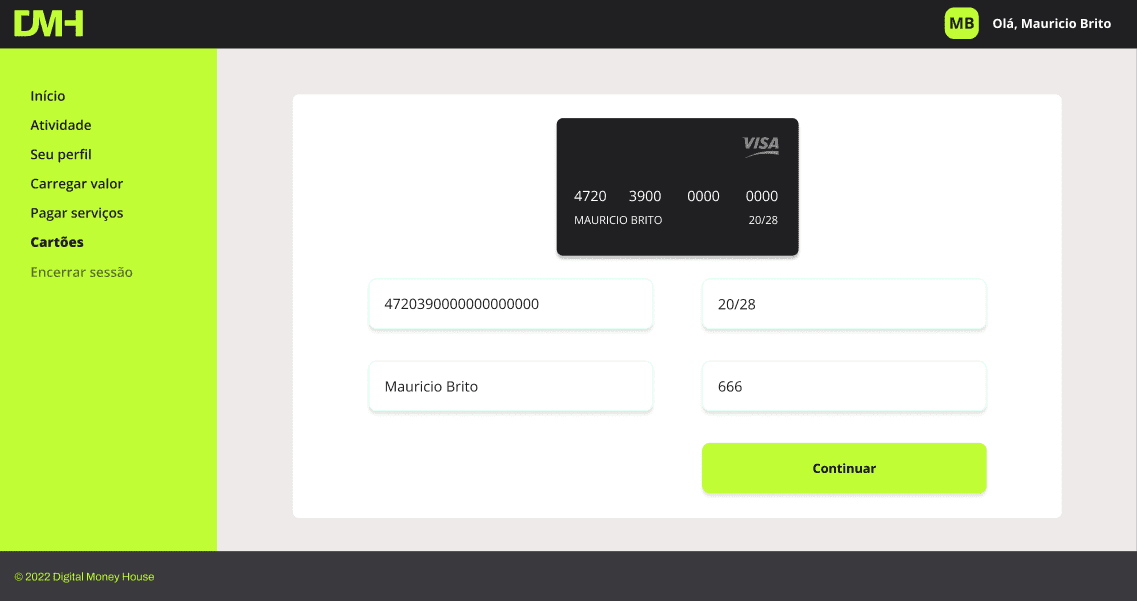 DMH
MB Olá, Mauricio Brito
Início
Atividade
Seu perfil
Carregar valor
Pagar serviços
Cartões
Encerrar sessão
VISA
4720 3900 0000 0000
MAURICIO BRITO 20/28
4720390000000000000 20/28
Mauricio Brito 666
Continuar
© 2022 Digital Money House